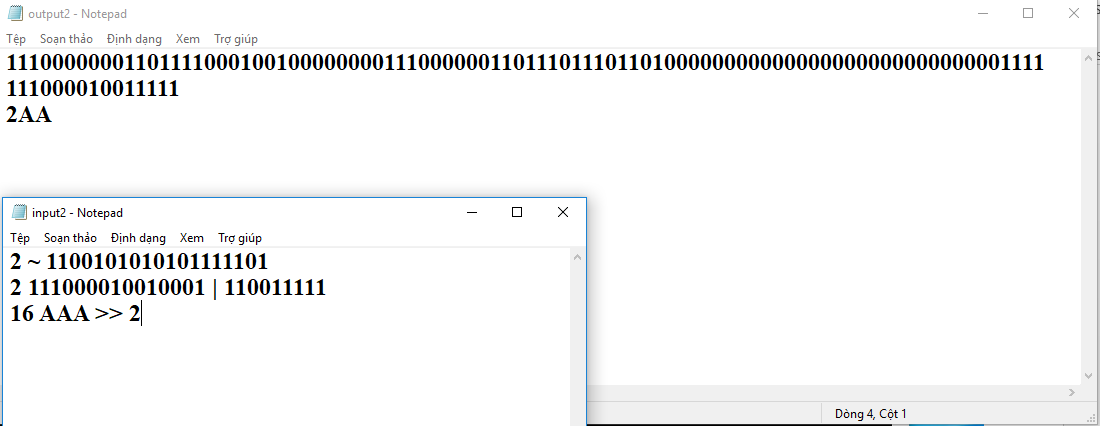 output2 - Notepad
Tệp Soạn thảo Định dạng Xem Trợ giúp
111000010011111
2AA
input2 - Notepad
Tệp Soạn thảo Định dạng Xem Trợ giúp
2 ~ 1100101010101111101
2 111000010010001 | 110011111
16 AAA >> 2
Dòng 4, Cột 1